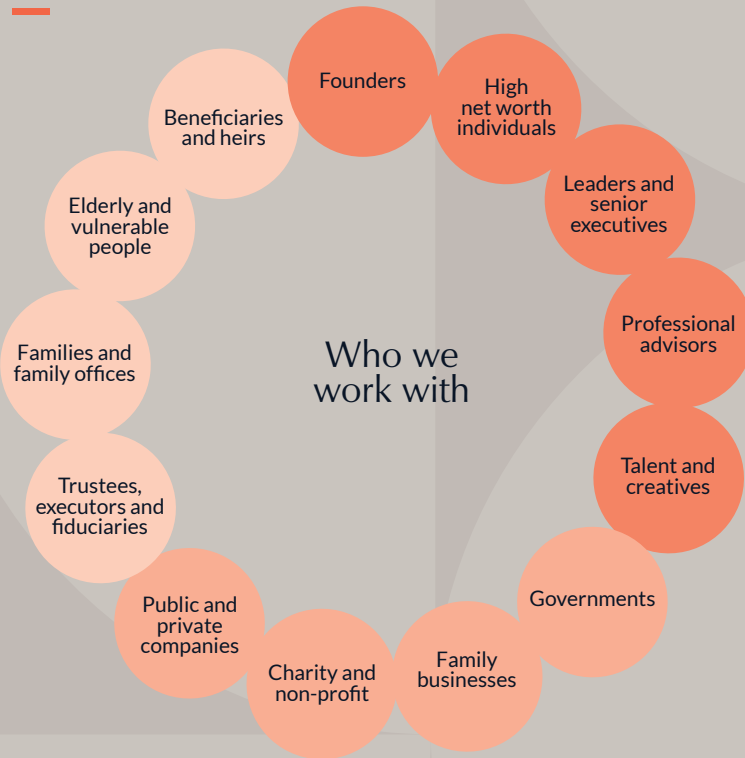 Founders
High
net worth
individuals
Leaders and
senior
executives
Professional
advisors
Talent and
creatives
Governments
Family
businesses
Charity and
non-profit
Public and
private
companies
Trustees,
executors and
fiduciaries
Families and
family offices
Elderly and
vulnerable
people
Beneficiaries
and heirs
Who we
work with